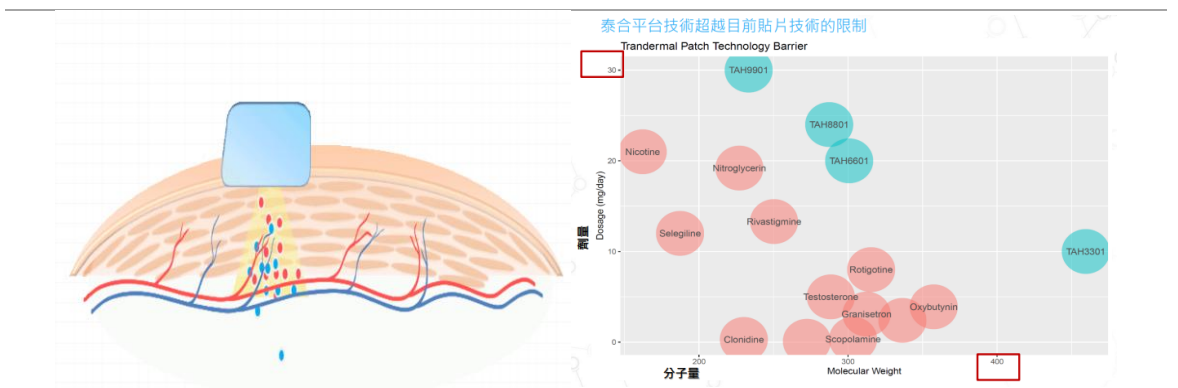 泰合平台技術超越目前貼片技術的限制
Trandermal Patch Technology Barrier
30
TAH9901
TAH8801
Nicotine
20
Nitroglycerin
TAH6601
劑量
Dosage (mg/day)
Selegiline
Rivastigmine
10
TAH3301
Rotigotine
Testosterone
Granisetron
Oxybutynin
Clonidine
Scopolamine
0
200
300
400
分子量
Molecular Weight